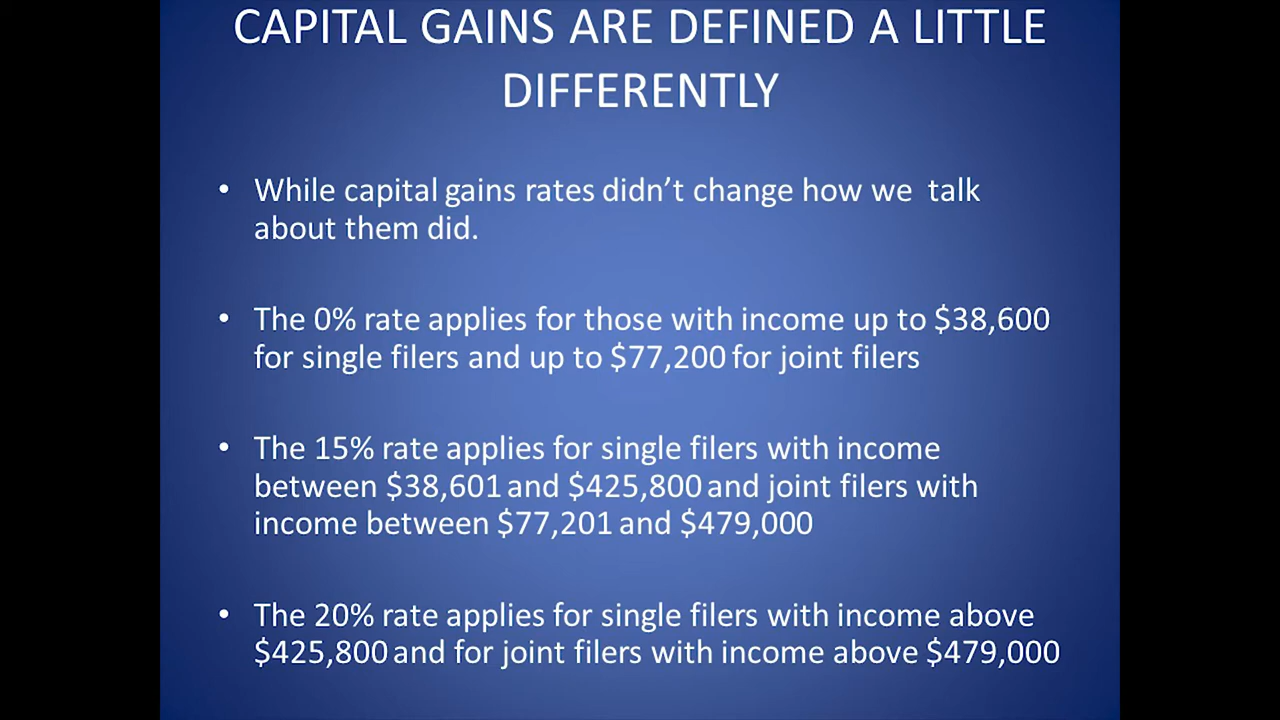 CAPITAL GAINS ARE DEFINED A LITTLE
DIFFERENTLY
• While capital gains rates didn’t change how we talk
about them did.
• The 0% rate applies for those with income up to $38,600
for single filers and up to $77,200 for joint filers
• The 15% rate applies for single filers with income
between $38,601 and $425,800 and joint filers with
income between $77,201 and $479,000
• The 20% rate applies for single filers with income above
$425,800 and for joint filers with income above $479,000